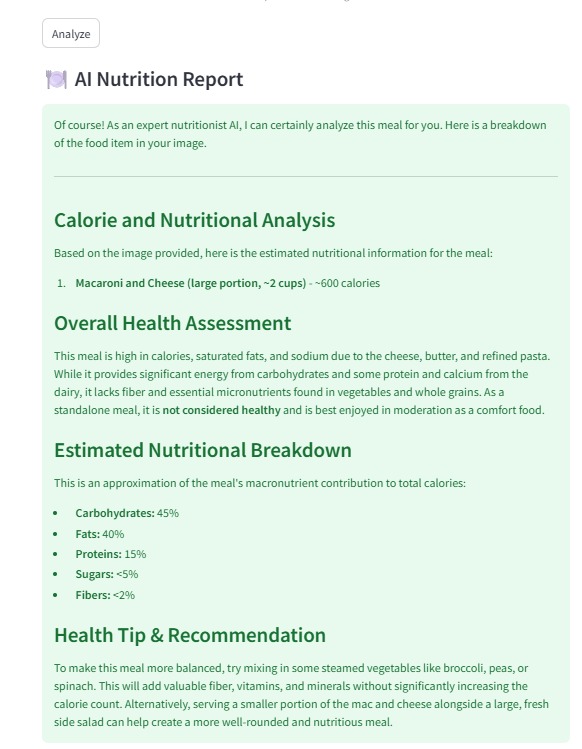 Analyze
AI Nutrition Report
Of course! As an expert nutritionist AI, I can certainly analyze this meal for you. Here is a breakdown
of the food item in your image.
Calorie and Nutritional Analysis
Based on the image provided, here is the estimated nutritional information for the meal:
1. Macaroni and Cheese (large portion, ~2 cups) - ~600 calories
Overall Health Assessment
This meal is high in calories, saturated fats, and sodium due to the cheese, butter, and refined pasta.
While it provides significant energy from carbohydrates and some protein and calcium from the
dairy, it lacks fiber and essential micronutrients found in vegetables and whole grains. As a
standalone meal, it is not considered healthy and is best enjoyed in moderation as a comfort food.
Estimated Nutritional Breakdown
This is an approximation of the meal's macronutrient contribution to total calories:
• Carbohydrates: 45%
• Fats: 40%
• Proteins: 15%
• Sugars: <5%
• Fibers: <2%
Health Tip & Recommendation
To make this meal more balanced, try mixing in some steamed vegetables like broccoli, peas, or
spinach. This will add valuable fiber, vitamins, and minerals without significantly increasing the
calorie count. Alternatively, serving a smaller portion of the mac and cheese alongside a large, fresh
side salad can help create a more well-rounded and nutritious meal.